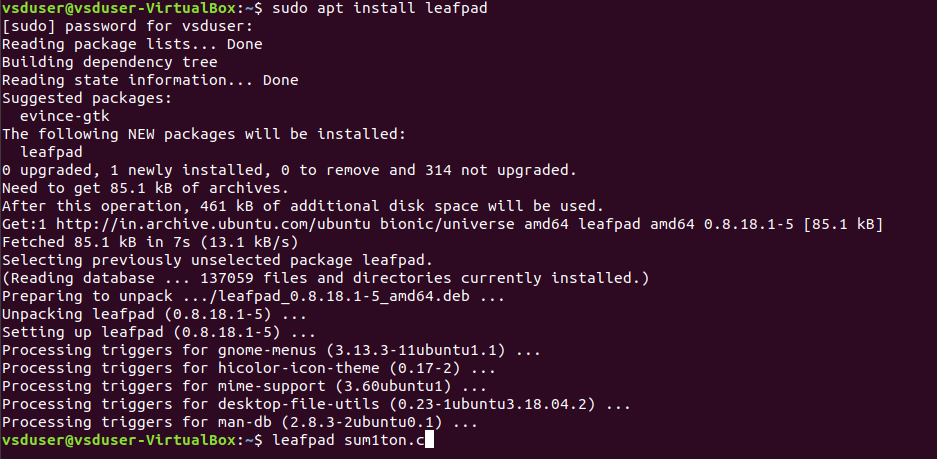 vsduser@vsduser-VirtualBox:~$ sudo apt install leafpad
[sudo] password for vsduser:
Reading package lists... Done
Building dependency tree
Reading state information... Done
Suggested packages:
  evince-gtk
The following NEW packages will be installed:
  leafpad
0 upgraded, 1 newly installed, 0 to remove and 314 not upgraded.
Need to get 85.1 kB of archives.
After this operation, 461 kB of additional disk space will be used.
Get:1 http://in.archive.ubuntu.com/ubuntu bionic/universe amd64 leafpad amd64 0.8.18.1-5 [85.1 kB]
Fetched 85.1 kB in 7s (13.1 kB/s)
Selecting previously unselected package leafpad.
(Reading database ... 137059 files and directories currently installed.)
Preparing to unpack .../leafpad_0.8.18.1-5_amd64.deb ...
Unpacking leafpad (0.8.18.1-5) ...
Setting up leafpad (0.8.18.1-5) ...
Processing triggers for gnome-menus (3.13.3-11ubuntu1.1) ...
Processing triggers for hicolor-icon-theme (0.17-2) ...
Processing triggers for mime-support (3.60ubuntu1) ...
Processing triggers for desktop-file-utils (0.23-1ubuntu3.18.04.2) ...
Processing triggers for man-db (2.8.3-2ubuntu0.1) ...
vsduser@vsduser-VirtualBox:~$ leafpad sum1ton.c